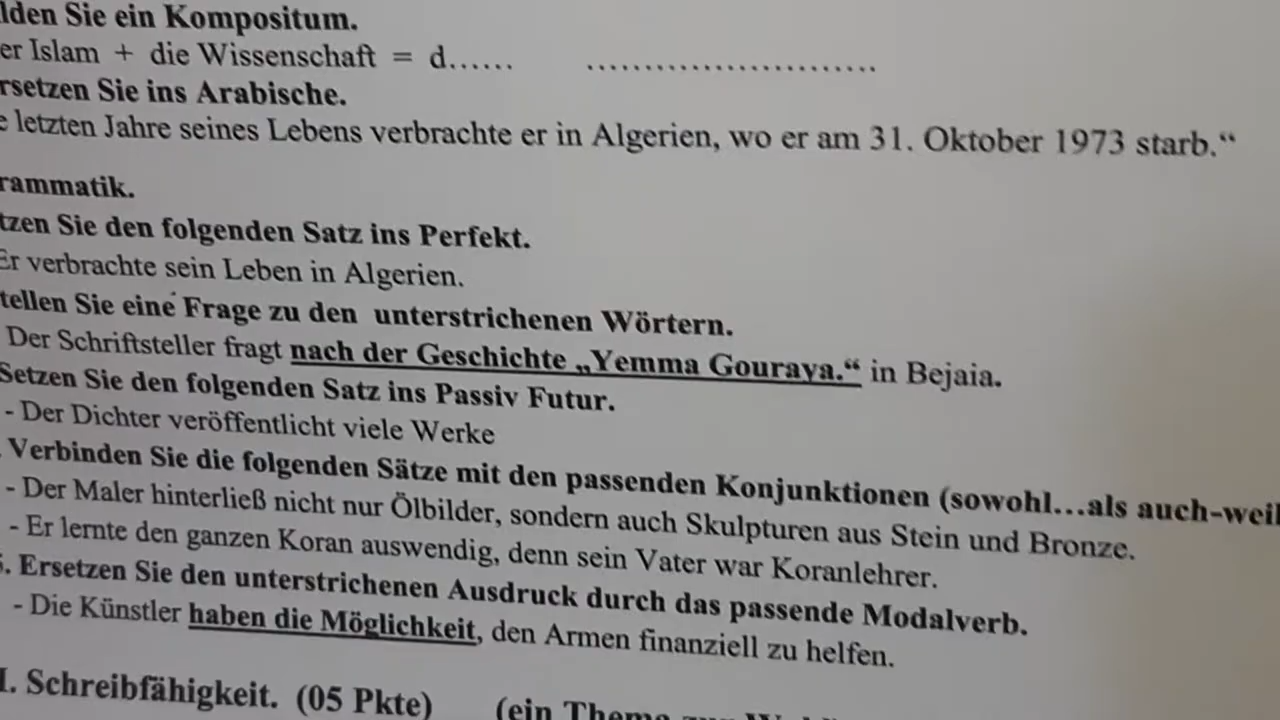 lden Sie ein Kompositum.
er Islam + die Wissenschaft = d...... .........................
rsetzen Sie ins Arabische.
e letzten Jahre seines Lebens verbrachte er in Algerien, wo er am 31. Oktober 1973 starb.“
rammatik.
tzen Sie den folgenden Satz ins Perfekt.
Er verbrachte sein Leben in Algerien.
tellen Sie eine Frage zu den unterstrichenen Wörtern.
Der Schriftsteller fragt nach der Geschichte „Yemma Gouraya.“ in Bejaia.
Setzen Sie den folgenden Satz ins Passiv Futur.
- Der Dichter veröffentlicht viele Werke
. Verbinden Sie die folgenden Sätze mit den passenden Konjunktionen (sowohl...als auch-weil
- Der Maler hinterließ nicht nur Ölbilder, sondern auch Skulpturen aus Stein und Bronze.
- Er lernte den ganzen Koran auswendig, denn sein Vater war Koranlehrer.
5. Ersetzen Sie den unterstrichenen Ausdruck durch das passende Modalverb.
- Die Künstler haben die Möglichkeit, den Armen finanziell zu helfen.
I. Schreibfähigkeit. (05 Pkte) (ein Thema zur